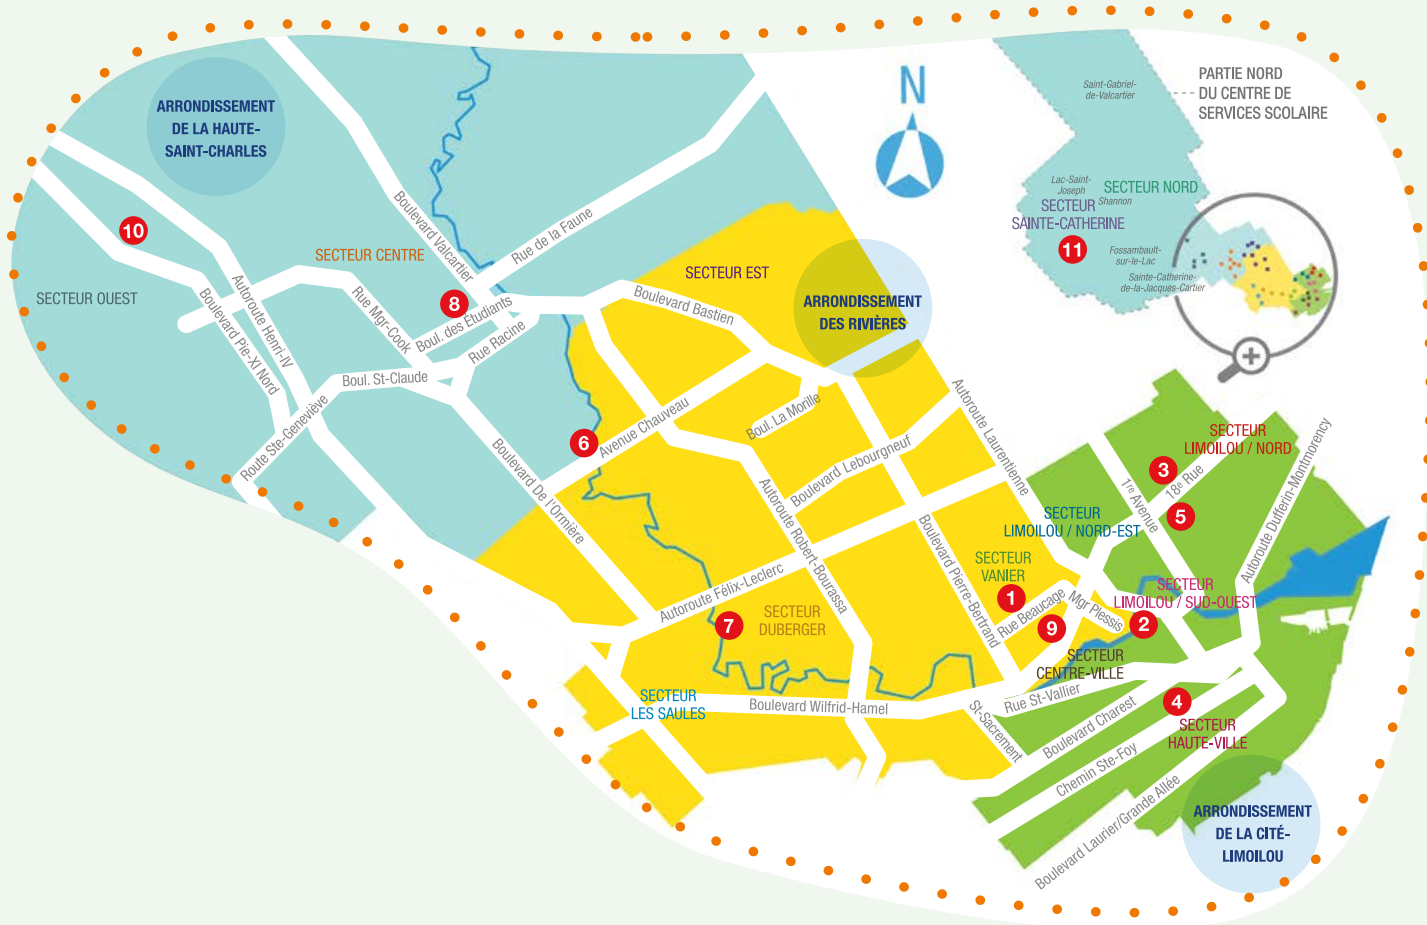 ARRONDISSEMENT
DE LA HAUTE-
SAINT-CHARLES
N
Saint-Gabriel-
de-Valcartier
PARTIE NORD
DU CENTRE DE
SERVICES SCOLAIRE
Lac-Saint-
Joseph
Shannon
SECTEUR NORD
SECTEUR
SAINTE-CATHERINE
11
Fossambault-
sur-le-Lac
Sainte-Catherine-
de-la-Jacques-Cartier
10
SECTEUR OUEST
SECTEUR CENTRE
Boulevard Valcartier
Rue de la Faune
SECTEUR EST
ARRONDISSEMENT
DES RIVIÈRES
Autoroute Henri-IV
Boulevard Pie-XI Nord
Rue Mgr-Cook
8
Boul. des Étudiants
Rue Racine
Boulevard Bastien
Boul. St-Claude
Route Ste-Geneviève
6
Avenue Chauveau
Boul. La Morille
Boulevard Lebourgneuf
Autoroute Laurentienne
Boulevard De l'Ormière
Autoroute Robert-Bourassa
Autoroute Félix-Leclerc
Boulevard Pierre-Bertrand
SECTEUR
LIMOILOU / NORD
3
18e Rue
5
1re Avenue
Autoroute Dufferin-Montmorency
SECTEUR
LIMOILOU / NORD-EST
SECTEUR
VANIER
1
Rue Beaucage
Mgr Plessis
9
SECTEUR
LIMOILOU / SUD-OUEST
2
7
SECTEUR
DUBERGER
SECTEUR
CENTRE-VILLE
SECTEUR
LES SAULES
Boulevard Wilfrid-Hamel
Rue St-Vallier
St-Sacrement
Boulevard Charest
4
SECTEUR
HAUTE-VILLE
Chemin Ste-Foy
Boulevard Laurier/Grande Allée
ARRONDISSEMENT
DE LA CITÉ-
LIMOILOU